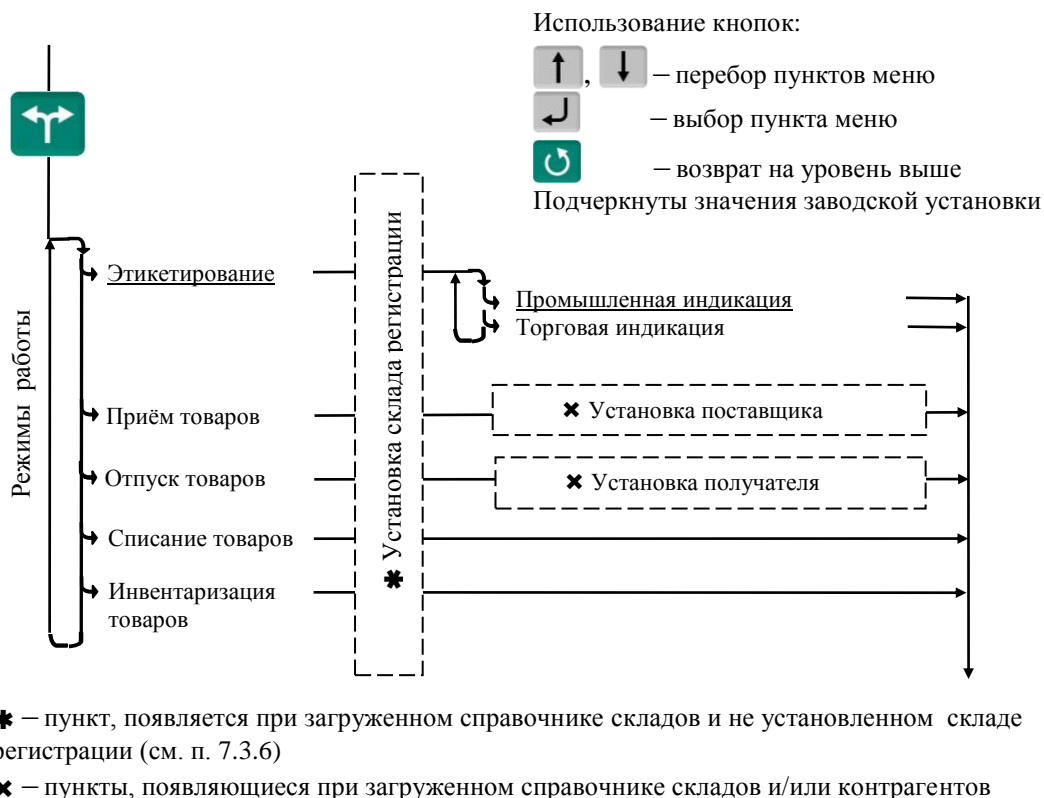 Использование кнопок:
, – перебор пунктов меню
– выбор пункта меню
– возврат на уровень выше
Подчеркнуты значения заводской установки
Режимы работы
Этикетирование
✱ Установка склада регистрации
Промышленная индикация
Торговая индикация
Приём товаров
✖ Установка поставщика
Отпуск товаров
✖ Установка получателя
Списание товаров
Инвентаризация
товаров
✱ – пункт, появляется при загруженном справочнике складов и не установленном складе
регистрации (см. п. 7.3.6)
✖ – пункты, появляющиеся при загруженном справочнике складов и/или контрагентов